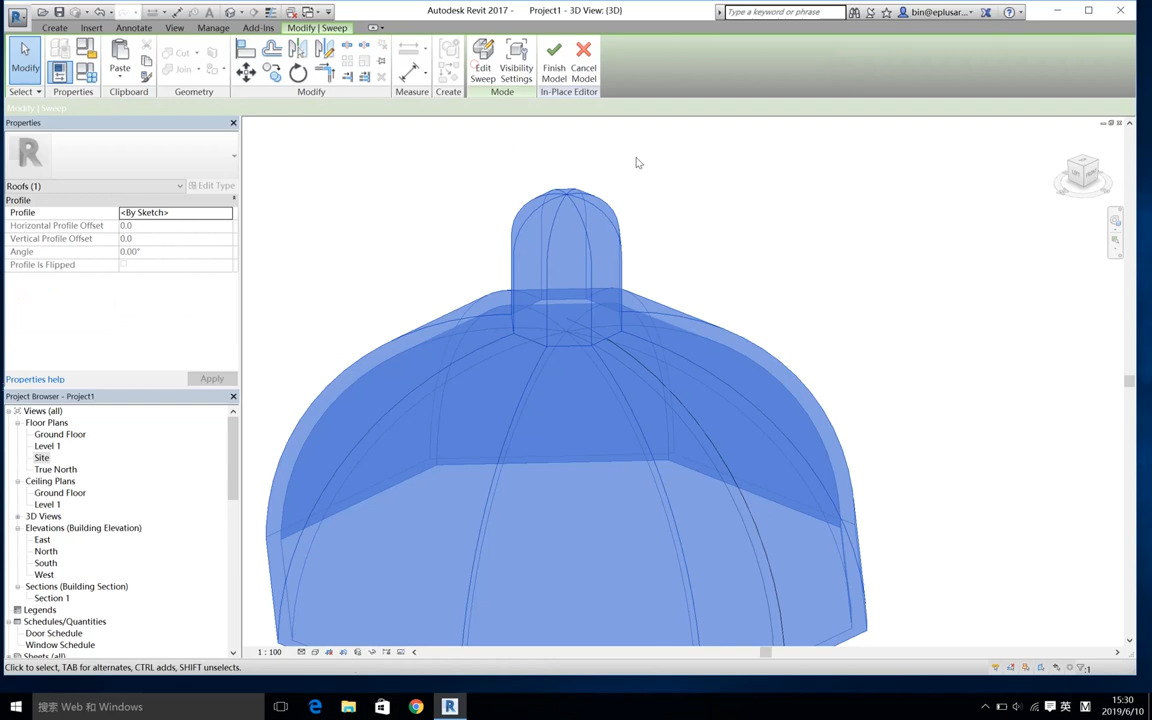 Autodesk Revit 2017 -     Project1 - 3D View: {3D}
Type a keyword or phrase
bin@eplusar...
Create Insert Annotate View Manage Add-Ins Modify | Sweep
Modify
Paste
Cut
Join
Edit
Sweep
Visibility
Settings
Finish
Model
Cancel
Model
Select Properties Clipboard Geometry Modify Measure Create Mode In-Place Editor
Modify | Sweep
Properties
Roofs (1)
Edit Type
Profile
Profile <By Sketch>
Horizontal Profile Offset 0.0
Vertical Profile Offset 0.0
Angle 0.00°
Profile Is Flipped
Properties help
Apply
Project Browser - Project1
Views (all)
Floor Plans
Ground Floor
Level 1
Site
True North
Ceiling Plans
Ground Floor
Level 1
3D Views
Elevations (Building Elevation)
East
North
South
West
Sections (Building Section)
Section 1
Legends
Schedules/Quantities
Door Schedule
Window Schedule
Sheets (all)
1 : 100
Click to select, TAB for alternates, CTRL adds, SHIFT unselects.
:1
搜索 Web 和 Windows
英
M
15:30
2019/6/10